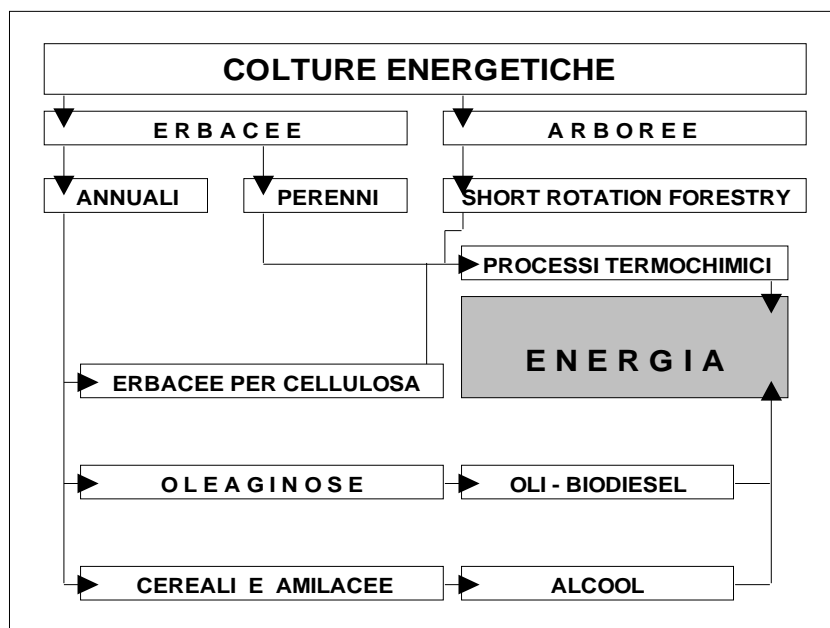 COLTURE ENERGETICHE
ERBACEE
ARBOREE
ANNUALI
PERENNI
SHORT ROTATION FORESTRY
PROCESSI TERMOCHIMICI
ENERGIA
ERBACEE PER CELLULOSA
OLEAGINOSE
OLI - BIODIESEL
CEREALI E AMILACEE
ALCOOL